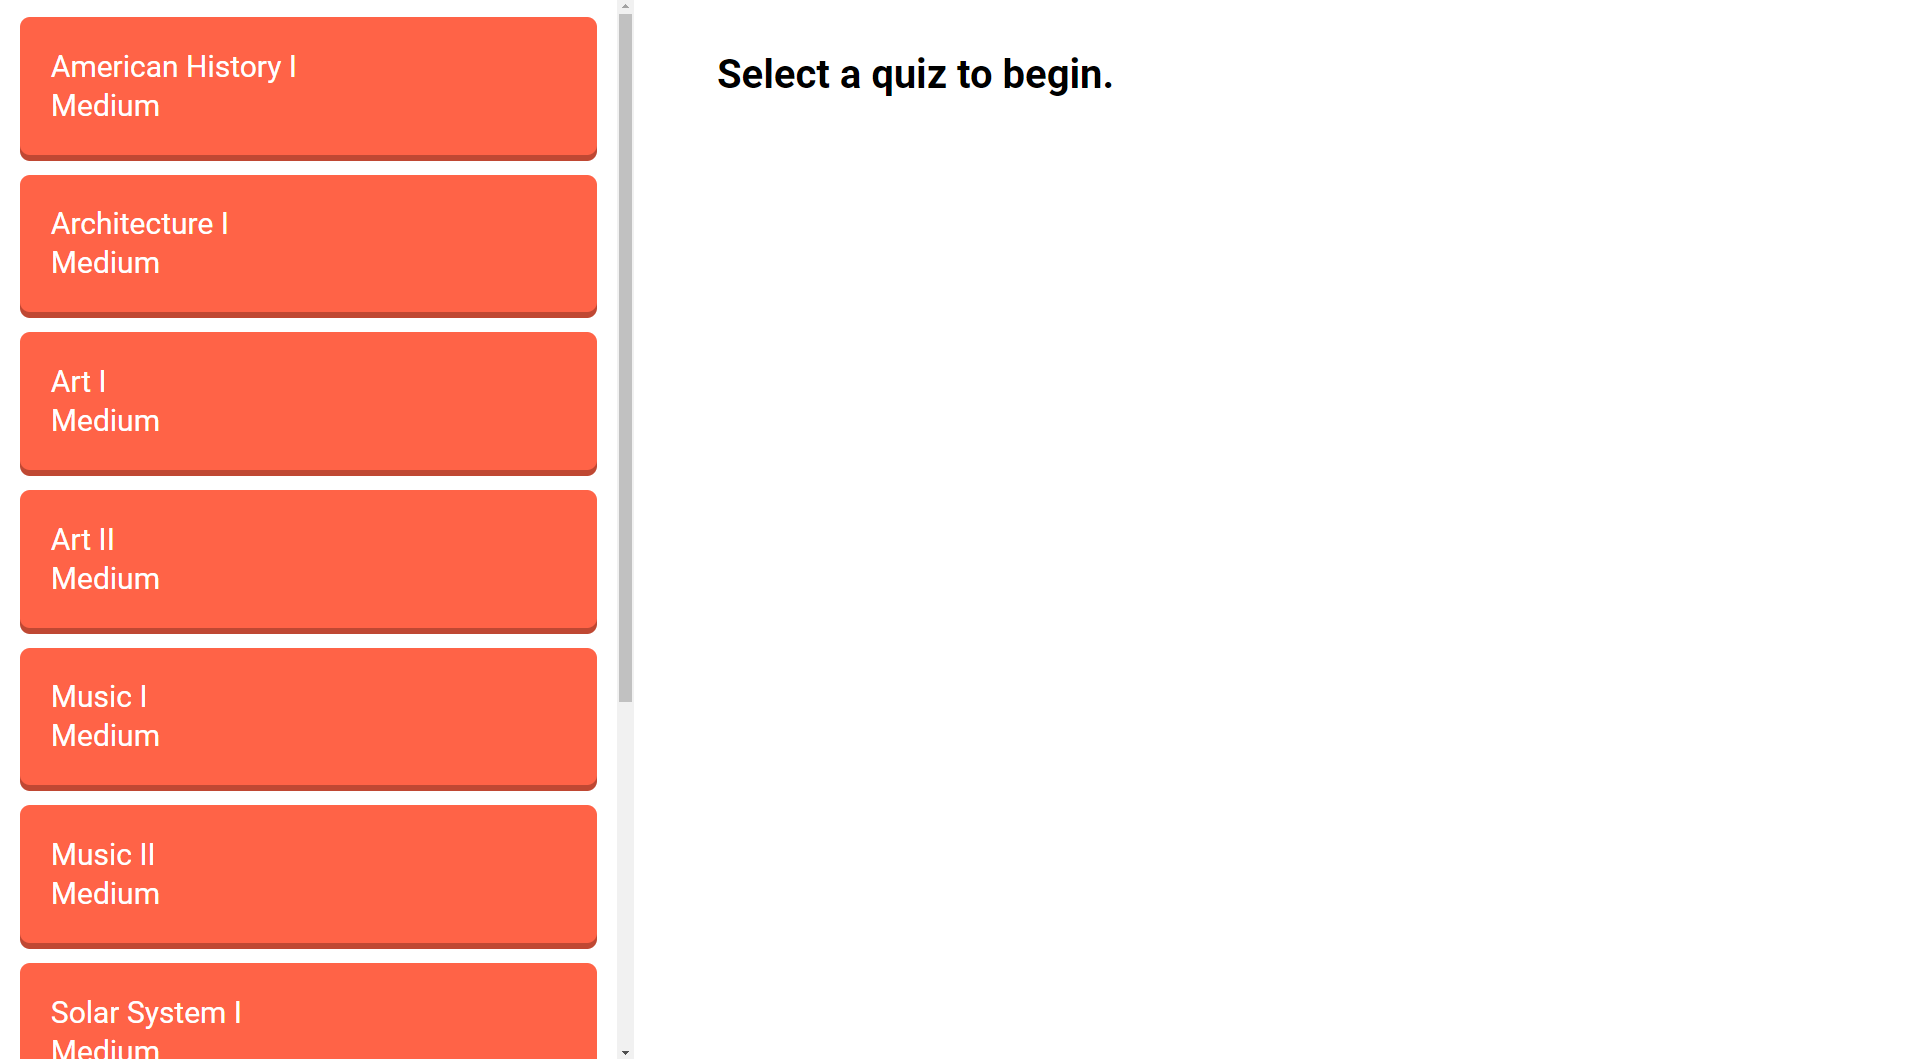 American History I
Medium
Architecture I
Medium
Art I
Medium
Art II
Medium
Music I
Medium
Music II
Medium
Solar System I
Medium
Select a quiz to begin.